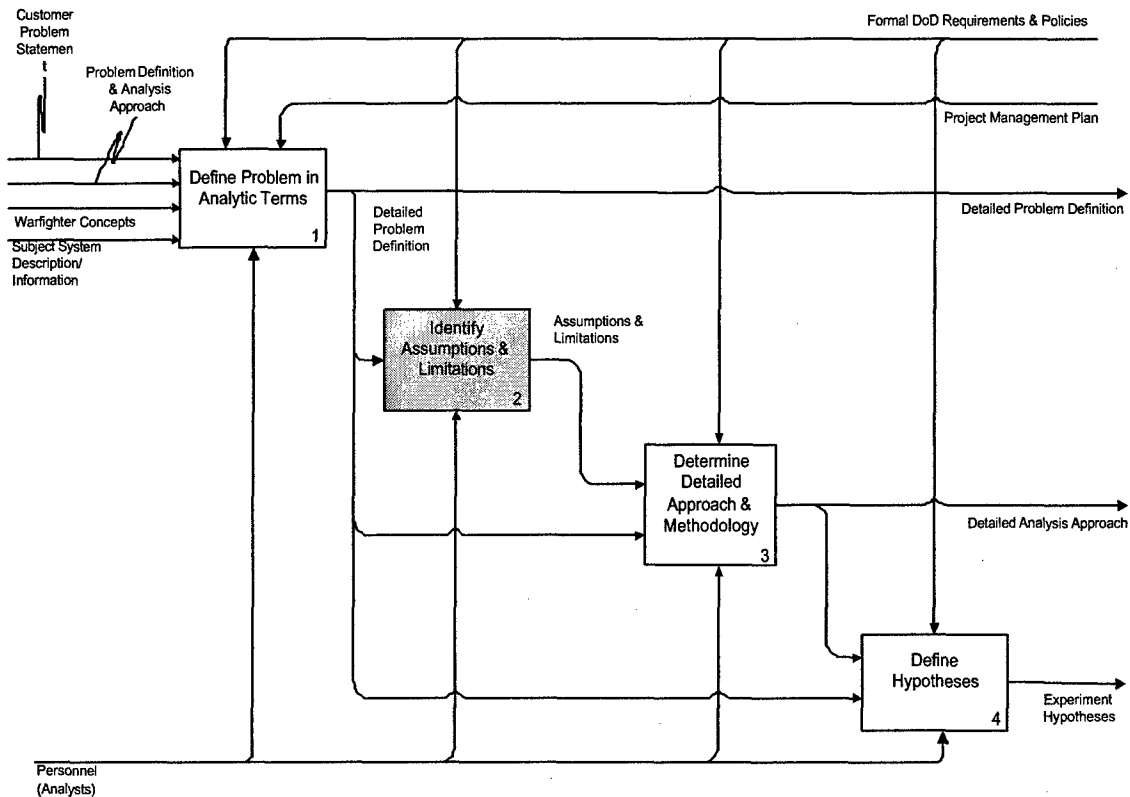 Customer
Problem
Statemen
t
Formal DoD Requirements & Policies
Problem Definition
& Analysis
Approach
Project Management Plan
Define Problem in
Analytic Terms
1
Warfighter Concepts
Subject System
Description/
Information
Detailed
Problem
Definition
Detailed Problem Definition
Identify
Assumptions &
Limitations
2
Assumptions &
Limitations
Determine
Detailed
Approach &
Methodology
3
Detailed Analysis Approach
Define
Hypotheses
4
Experiment
Hypotheses
Personnel
(Analysts)